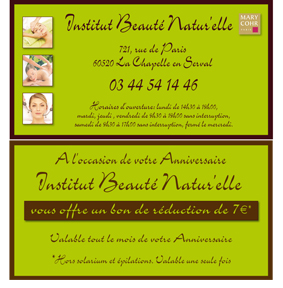 Institut Beauté Natur'elle
MARY
COHR
PARIS
721, rue de Paris
60520 La Chapelle en Serval
03 44 54 14 46
Horaires d'ouverture: lundi de 14h30 à 19h00,
mardi, jeudi, vendredi de 9h30 à 19h00 sans interruption,
samedi de 9h30 à 17h00 sans interruption, fermé le mercredi.
A l'occasion de votre Anniversaire
Institut Beauté Natur'elle
vous offre un bon de réduction de 7€*
Valable tout le mois de votre Anniversaire
*Hors solarium et épilations. Valable une seule fois